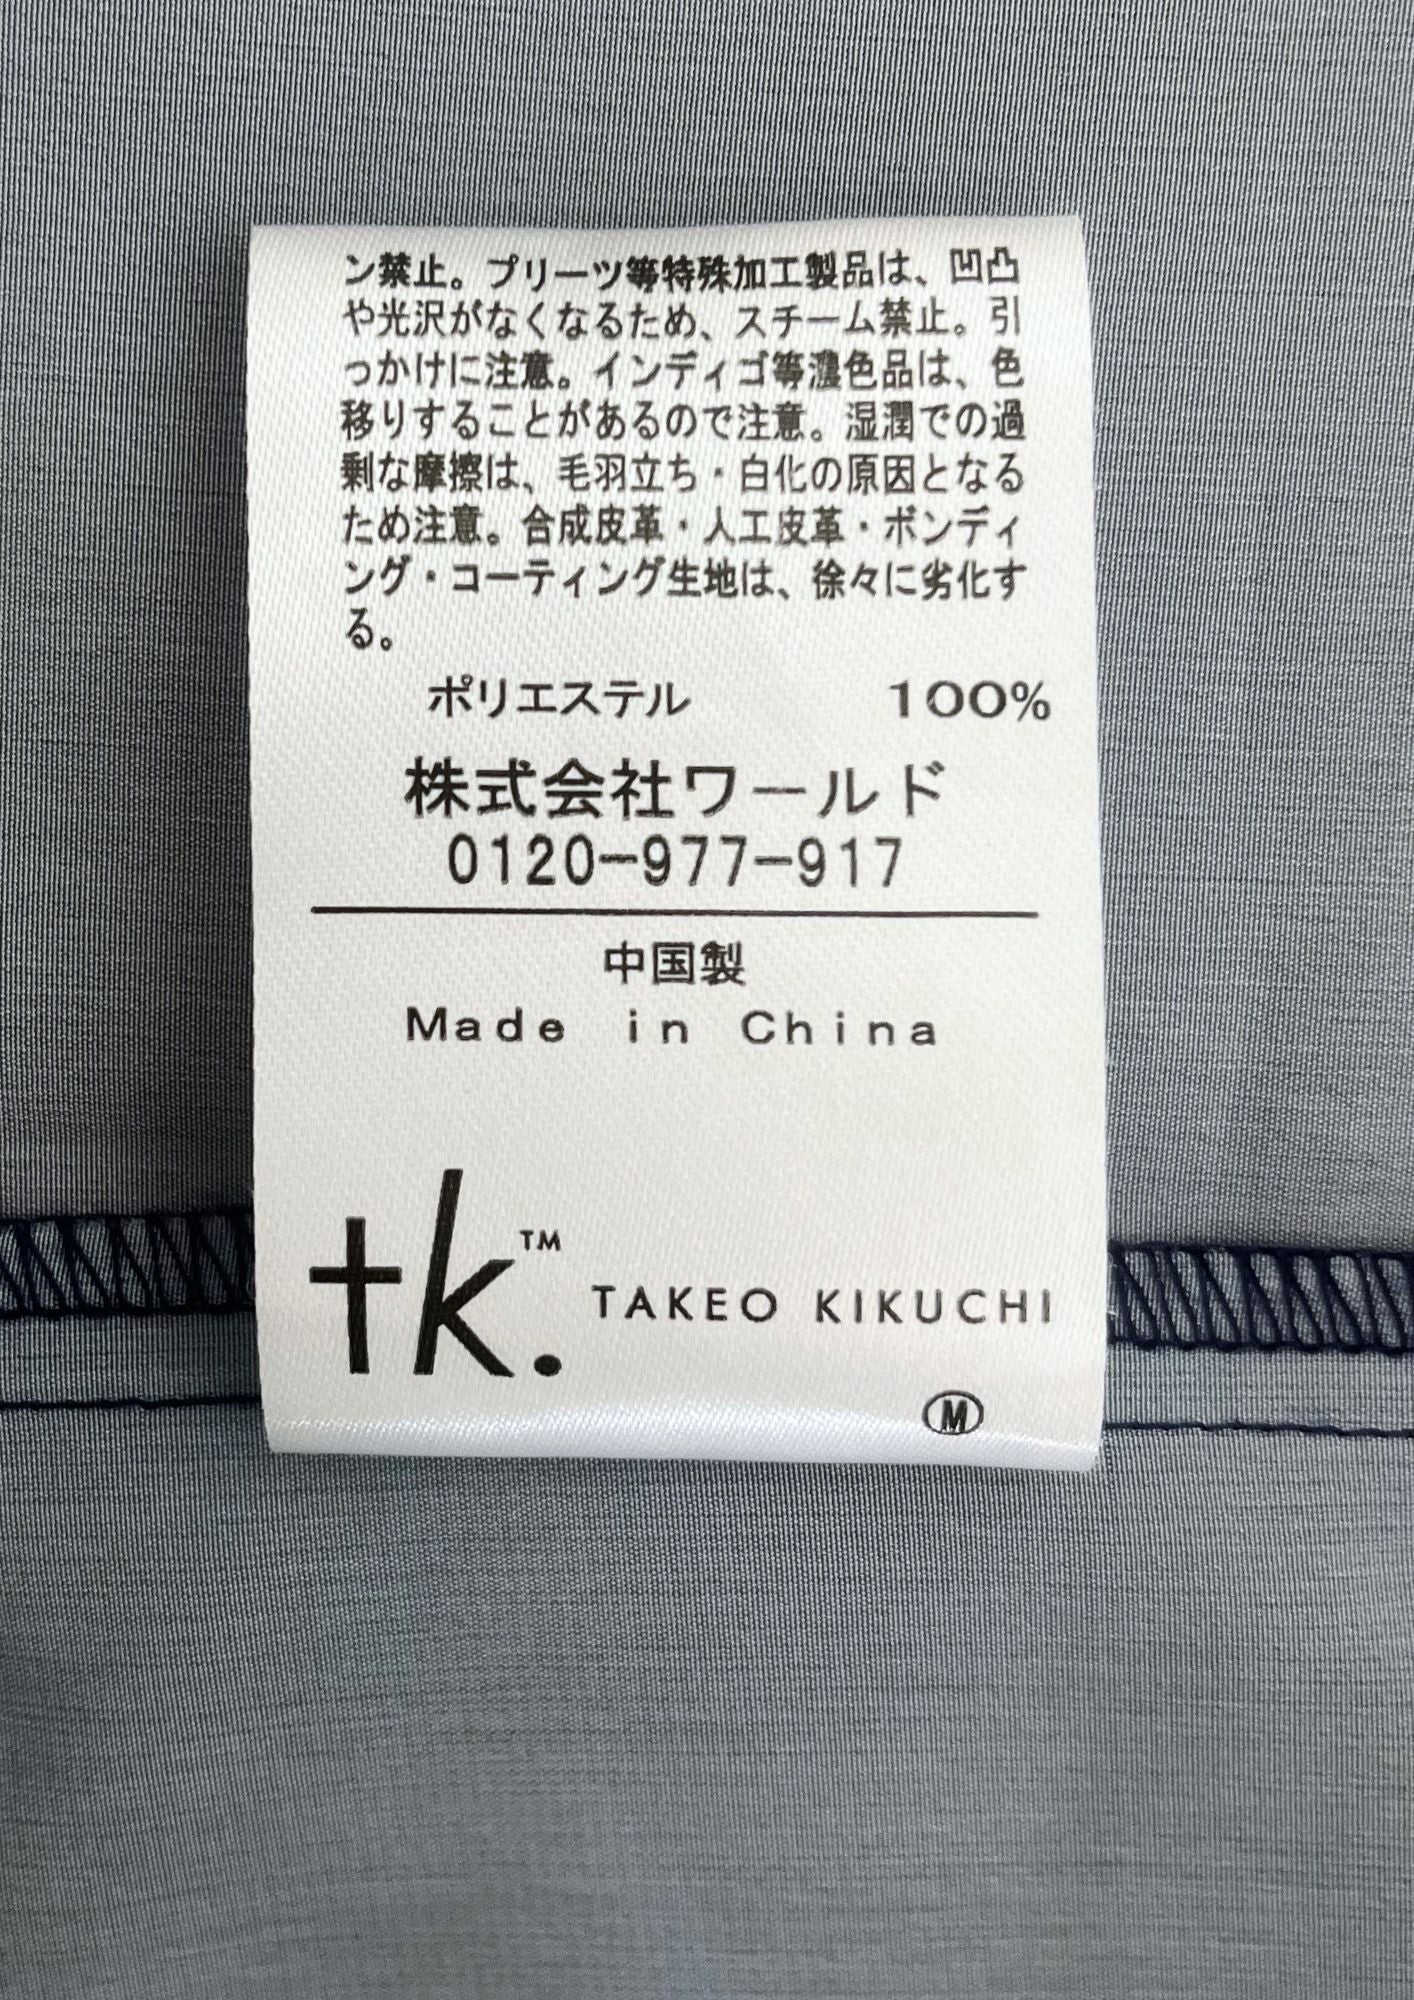 ン禁止。プリーツ等特殊加工製品は、凹凸
や光沢がなくなるため、スチーム禁止。引
っかけに注意。インディゴ等濃色品は、色
移りすることがあるので注意。湿潤での過
剰な摩擦は、毛羽立ち・白化の原因となる
ため注意。合成皮革・人工皮革・ボンディ
ング・コーティング生地は、徐々に劣化す
る。
ポリエステル 100%
株式会社ワールド
0120-977-917
中国製
Made in China
tk.™ TAKEO KIKUCHI
Ⓜ